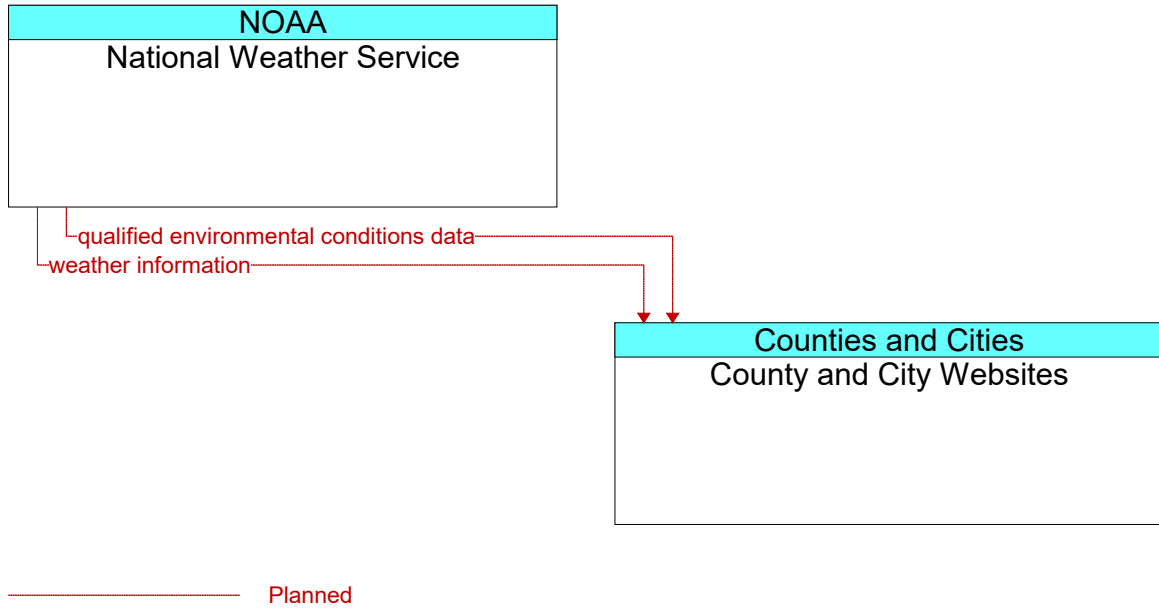 NOAA
National Weather Service
qualified environmental conditions data
weather information
Counties and Cities
County and City Websites
Planned